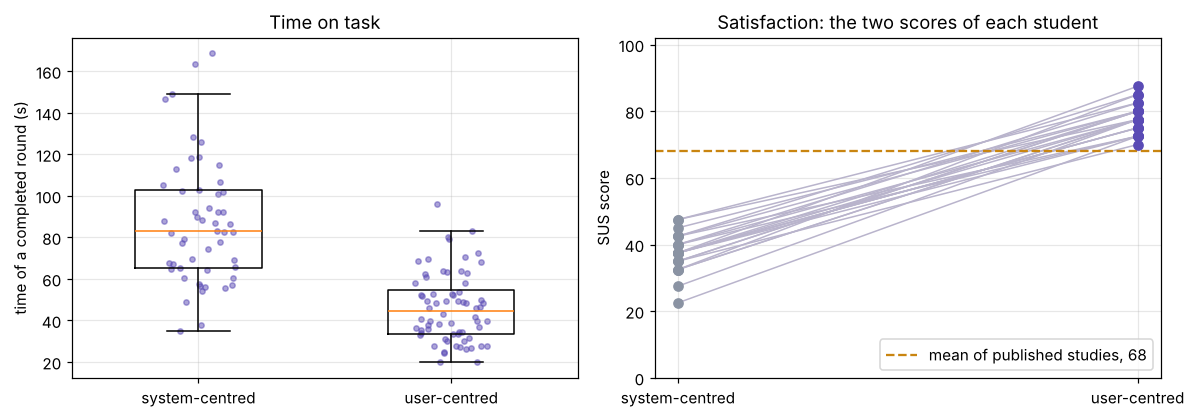 Time on task
time of a completed round (s)
160
140
120
100
80
60
40
20
system-centred
user-centred
Satisfaction: the two scores of each student
SUS score
100
80
60
40
20
0
mean of published studies, 68
system-centred
user-centred